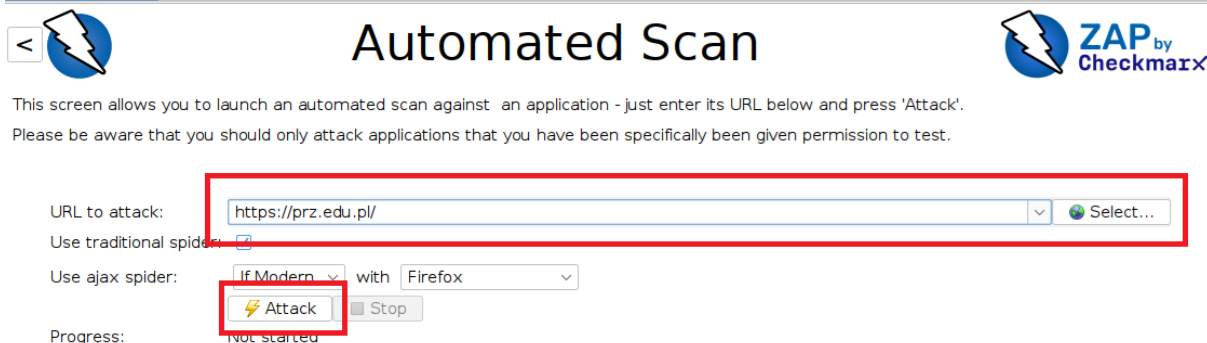 <
Automated Scan
ZAP by
Checkmarx
This screen allows you to launch an automated scan against an application - just enter its URL below and press 'Attack'.
Please be aware that you should only attack applications that you have been specifically been given permission to test.
URL to attack: https://prz.edu.pl/ Select...
Use traditional spider:
Use ajax spider: If Modern with Firefox
Attack Stop
Progress: Not started